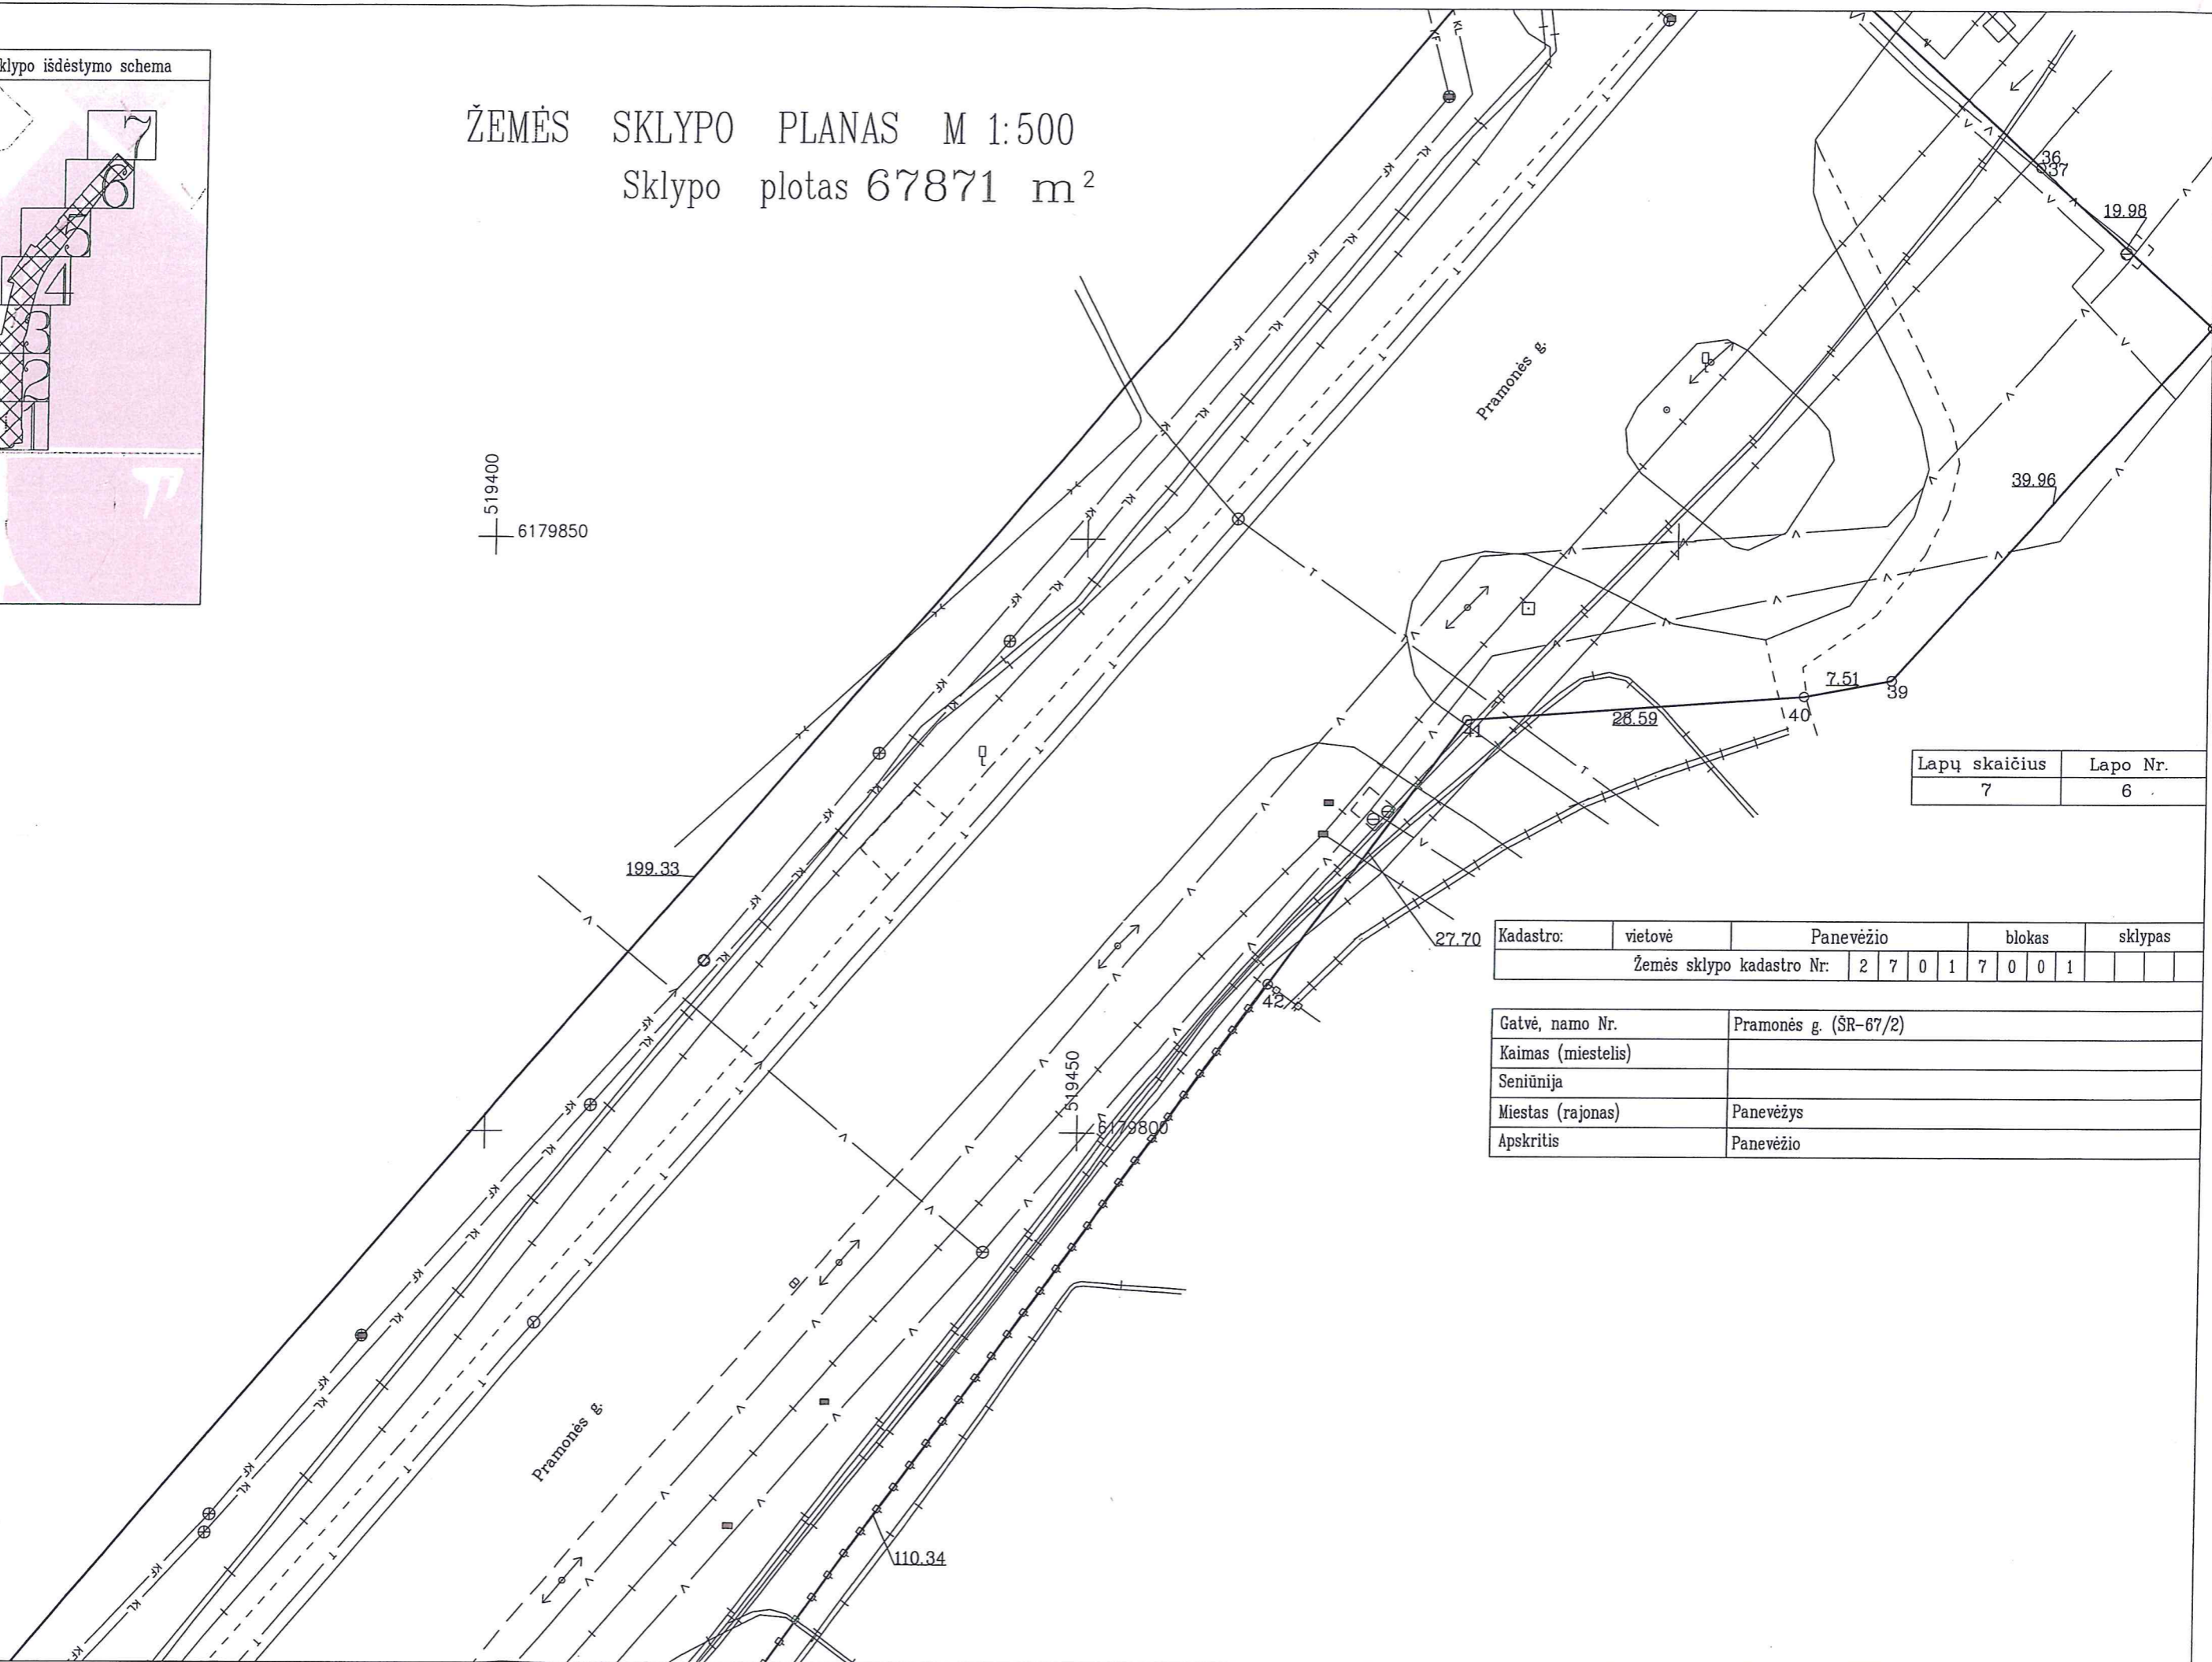 klypo išdėstymo schema
7
6
5
4
3
2
1
ŽEMĖS SKLYPO PLANAS M 1:500
Sklypo plotas 67871 m²
519400
6179850
Pramonės g.
36
37
19.98
39.96
7.51
39
40
28.59
41
199.33
27.70
42
519450
6179800
110.34
Pramonės g.
Lapų skaičius Lapo Nr.
7 6
Kadastro: vietovė Panevėžio blokas sklypas
Žemės sklypo kadastro Nr: 2 7 0 1 7 0 0 1
Gatvė, namo Nr. Pramonės g. (ŠR-67/2)
Kaimas (miestelis)
Seniūnija
Miestas (rajonas) Panevėžys
Apskritis Panevėžio